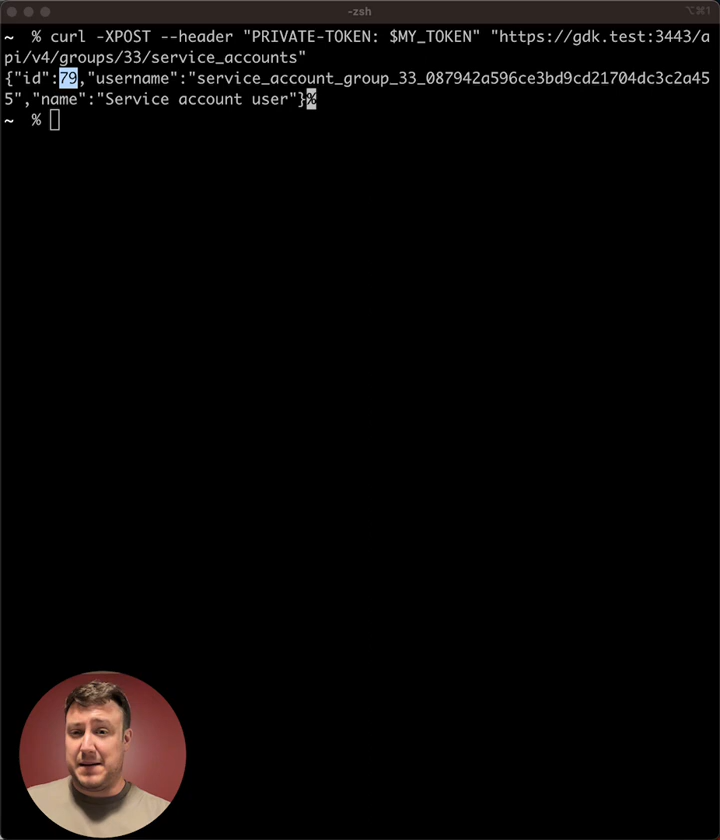 -zsh
⌥⌘1
~ % curl -XPOST --header "PRIVATE-TOKEN: $MY_TOKEN" "https://gdk.test:3443/a
pi/v4/groups/33/service_accounts"
{"id":79,"username":"service_account_group_33_087942a596ce3bd9cd21704dc3c2a45
5","name":"Service account user"}%
~ %